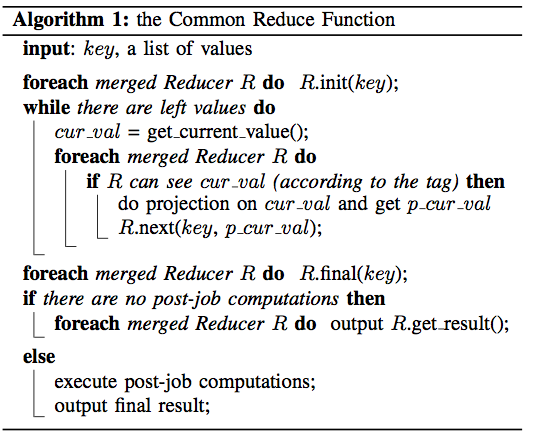 Algorithm 1: the Common Reduce Function
input: key, a list of values
foreach merged Reducer R do R.init(key);
while there are left values do
cur_val = get_current_value();
foreach merged Reducer R do
if R can see cur_val (according to the tag) then
do projection on cur_val and get p_cur_val
R.next(key, p_cur_val);
foreach merged Reducer R do R.final(key);
if there are no post-job computations then
foreach merged Reducer R do output R.get_result();
else
execute post-job computations;
output final result;